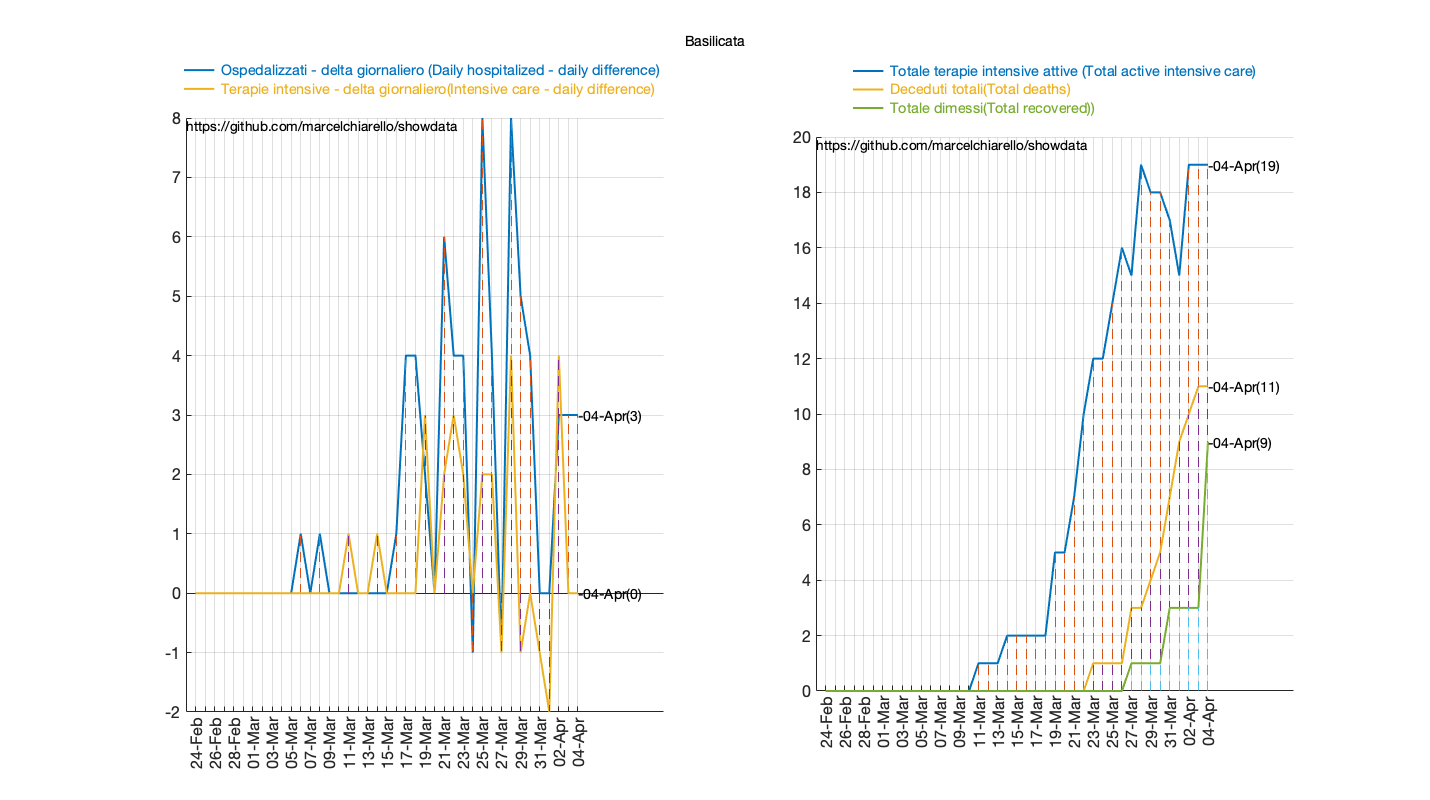 Basilicata
Ospedalizzati - delta giornaliero (Daily hospitalized - daily difference)
Terapie intensive - delta giornaliero(Intensive care - daily difference)
https://github.com/marcelchiarello/showdata
8
7
6
5
4
3
2
1
0
-1
-2
-04-Apr(3)
-04-Apr(0)
24-Feb
26-Feb
28-Feb
01-Mar
03-Mar
05-Mar
07-Mar
09-Mar
11-Mar
13-Mar
15-Mar
17-Mar
19-Mar
21-Mar
23-Mar
25-Mar
27-Mar
29-Mar
31-Mar
02-Apr
04-Apr
Totale terapie intensive attive (Total active intensive care)
Deceduti totali(Total deaths)
Totale dimessi(Total recovered))
https://github.com/marcelchiarello/showdata
20
18
16
14
12
10
8
6
4
2
0
-04-Apr(19)
-04-Apr(11)
-04-Apr(9)
24-Feb
26-Feb
28-Feb
01-Mar
03-Mar
05-Mar
07-Mar
09-Mar
11-Mar
13-Mar
15-Mar
17-Mar
19-Mar
21-Mar
23-Mar
25-Mar
27-Mar
29-Mar
31-Mar
02-Apr
04-Apr